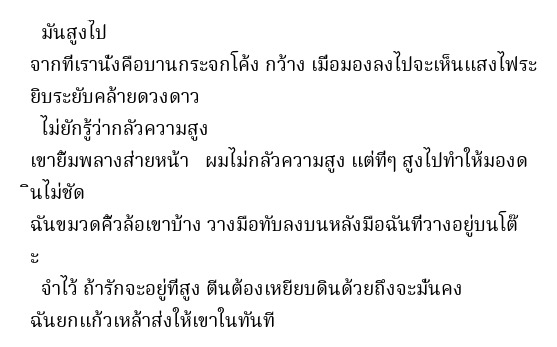 มันสูงไป
จากที่เรานั่งคือบานกระจกโค้ง กว้าง เมื่อมองลงไปจะเห็นแสงไฟระ
ยิบระยับคล้ายดวงดาว
ไม่ยักรู้ว่ากลัวความสูง
เขายิ้มพลางส่ายหน้า ผมไม่กลัวความสูง แต่ที่ๆ สูงไปทำให้มองด
ินไม่ชัด
ฉันขมวดคิ้วล้อเขาบ้าง วางมือทับลงบนหลังมือฉันที่วางอยู่บนโต๊
ะ
จำไว้ ถ้ารักจะอยู่ที่สูง ตีนต้องเหยียบดินด้วยถึงจะมั่นคง
ฉันยกแก้วเหล้าส่งให้เขาในทันที